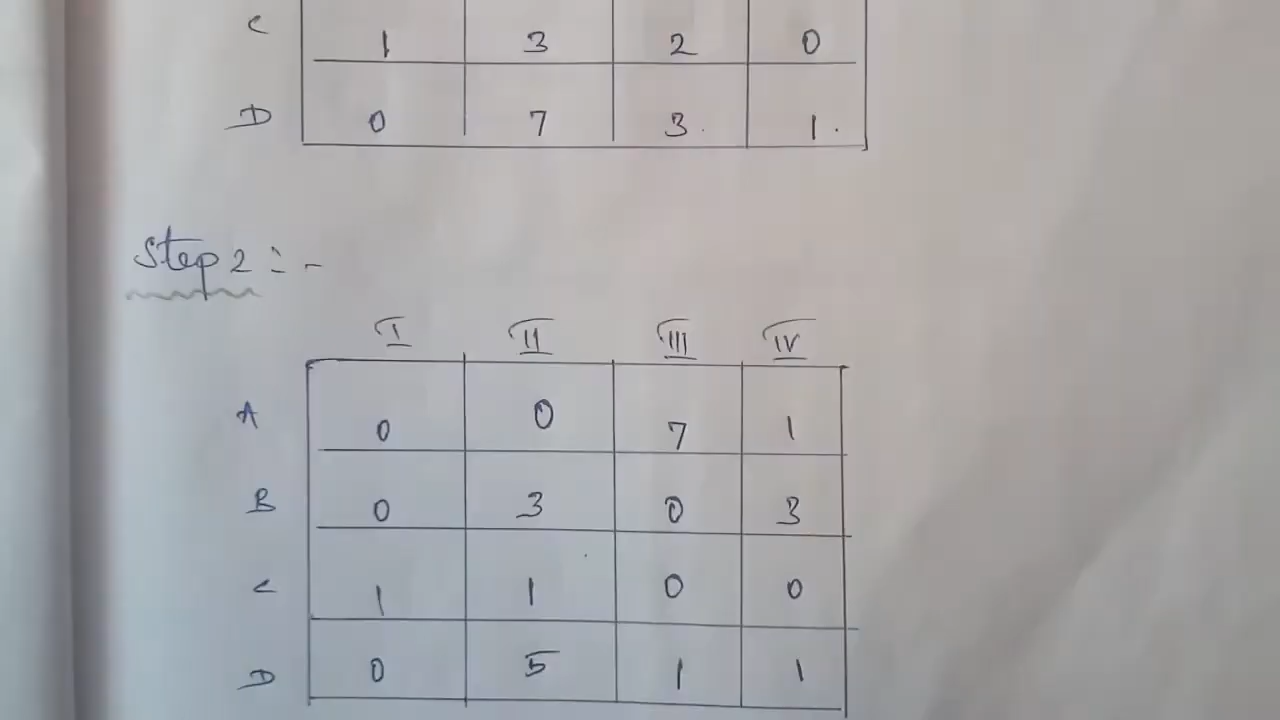 C 1 3 2 0
D 0 7 3. 1.
Step 2 :-
I II III IV
A 0 0 7 1
B 0 3 0 3
C 1 1 0 0
D 0 5 1 1